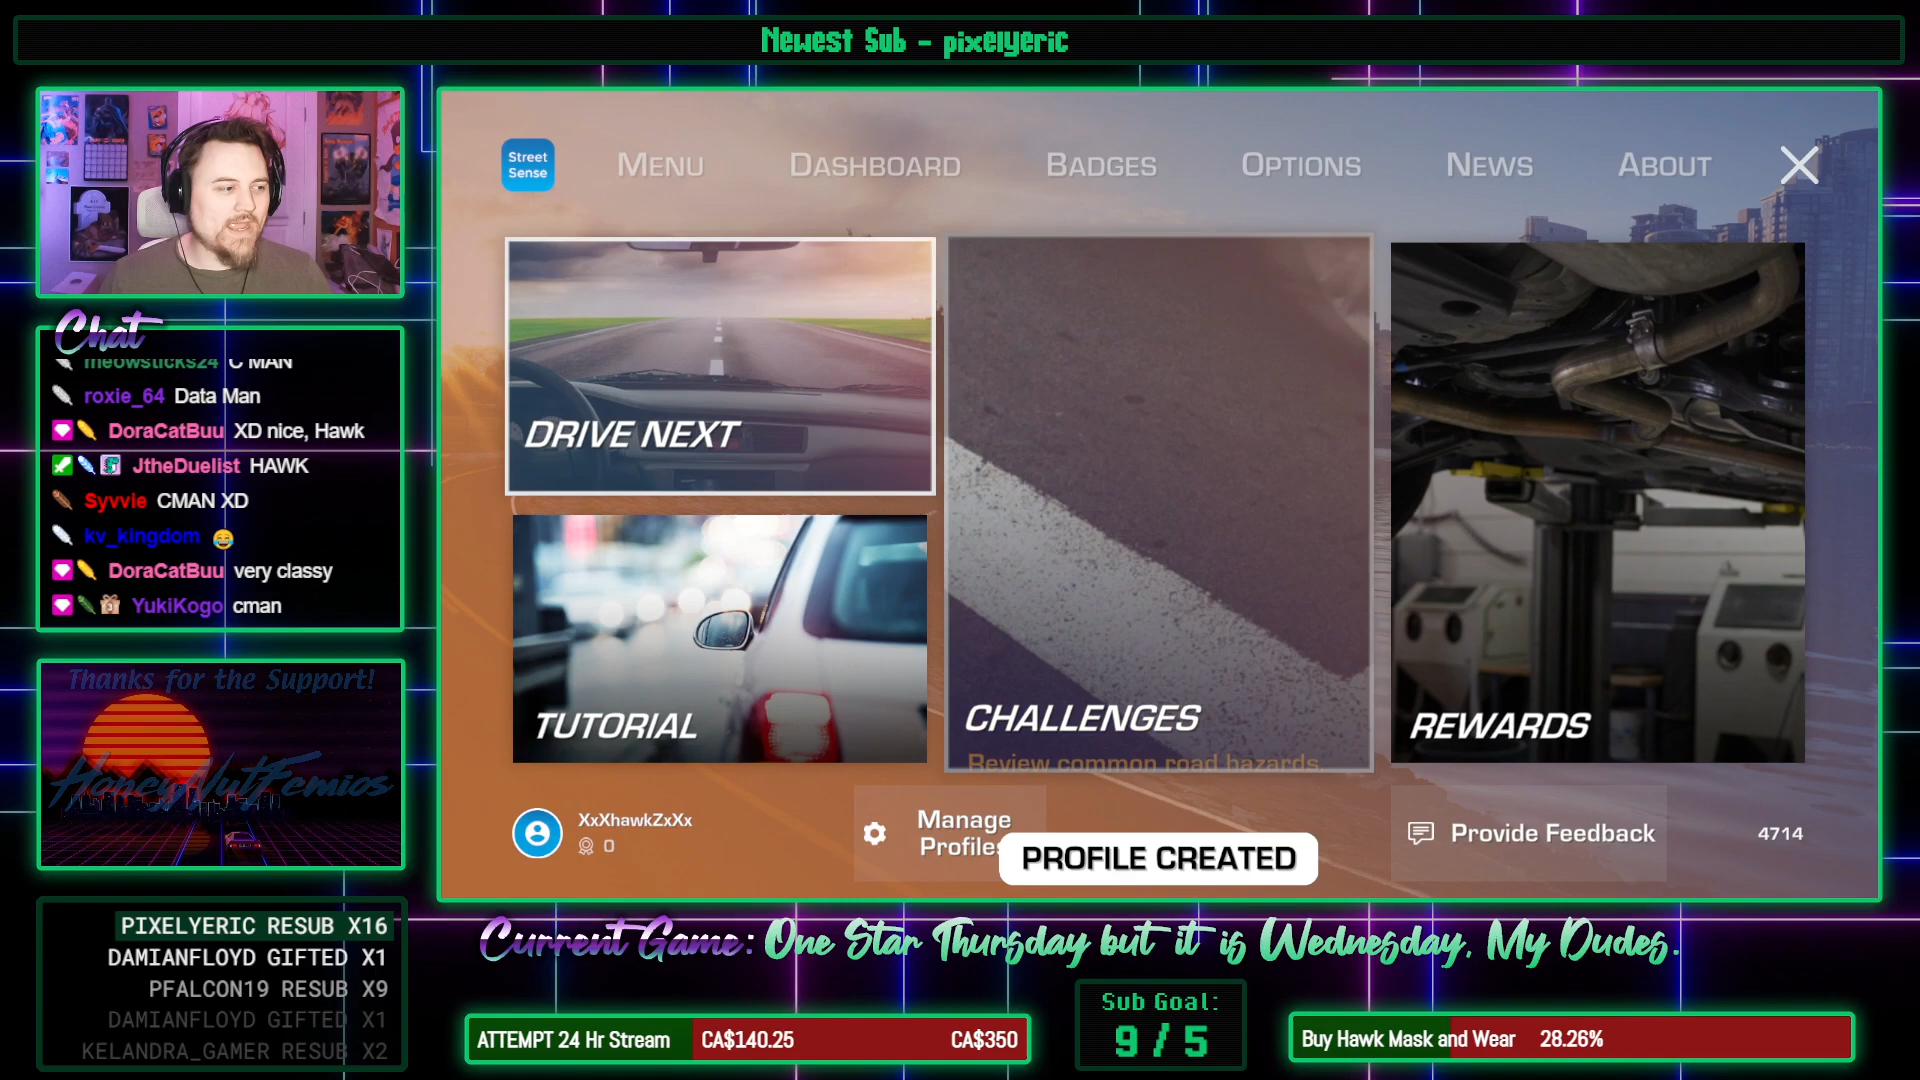 Newest Sub - pixelyeric
Chat
meowsticks24 C MAN
roxie_64 Data Man
DoraCatBuu XD nice, Hawk
JtheDuelist HAWK
Syvvie CMAN XD
kv_kingdom 😂
DoraCatBuu very classy
YukiKogo cman
Thanks for the Support!
HoneyNutFemios
PIXELYERIC RESUB X16
DAMIANFLOYD GIFTED X1
PFALCON19 RESUB X9
DAMIANFLOYD GIFTED X1
KELANDRA_GAMER RESUB X2
Street
Sense
MENU DASHBOARD BADGES OPTIONS NEWS ABOUT
DRIVE NEXT
TUTORIAL
CHALLENGES
Review common road hazards.
REWARDS
XxXhawkZxXx
0
Manage
Profiles
PROFILE CREATED
Provide Feedback
4714
Current Game: One Star Thursday but it is Wednesday, My Dudes.
ATTEMPT 24 Hr Stream CA$140.25 CA$350
Sub Goal:
9 / 5
Buy Hawk Mask and Wear 28.26%